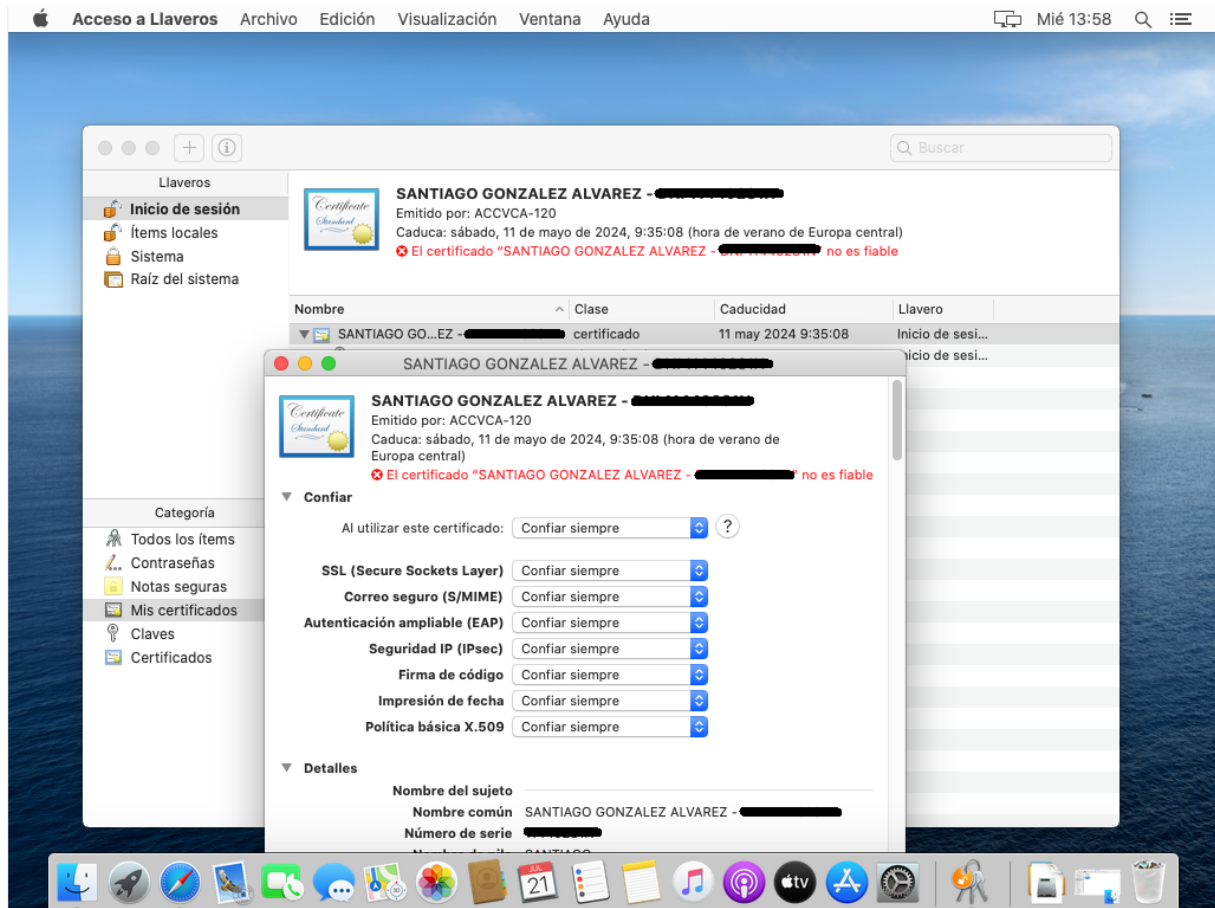 Acceso a Llaveros Archivo Edición Visualización Ventana Ayuda Mié 13:58
Buscar
Llaveros
Inicio de sesión
Ítems locales
Sistema
Raíz del sistema
Certificate
Standard
SANTIAGO GONZALEZ ALVAREZ -
Emitido por: ACCVCA-120
Caduca: sábado, 11 de mayo de 2024, 9:35:08 (hora de verano de Europa central)
El certificado “SANTIAGO GONZALEZ ALVAREZ - ” no es fiable
Nombre Clase Caducidad Llavero
SANTIAGO GO...EZ - certificado 11 may 2024 9:35:08 Inicio de sesi...
nicio de sesi...
SANTIAGO GONZALEZ ALVAREZ -
Certificate
Standard
SANTIAGO GONZALEZ ALVAREZ -
Emitido por: ACCVCA-120
Caduca: sábado, 11 de mayo de 2024, 9:35:08 (hora de verano de
Europa central)
El certificado “SANTIAGO GONZALEZ ALVAREZ - ” no es fiable
Confiar
Al utilizar este certificado: Confiar siempre ?
SSL (Secure Sockets Layer) Confiar siempre
Correo seguro (S/MIME) Confiar siempre
Autenticación ampliable (EAP) Confiar siempre
Seguridad IP (IPsec) Confiar siempre
Firma de código Confiar siempre
Impresión de fecha Confiar siempre
Política básica X.509 Confiar siempre
Detalles
Nombre del sujeto
Nombre común SANTIAGO GONZALEZ ALVAREZ -
Número de serie
Categoría
Todos los ítems
Contraseñas
Notas seguras
Mis certificados
Claves
Certificados
JUL
21
tv